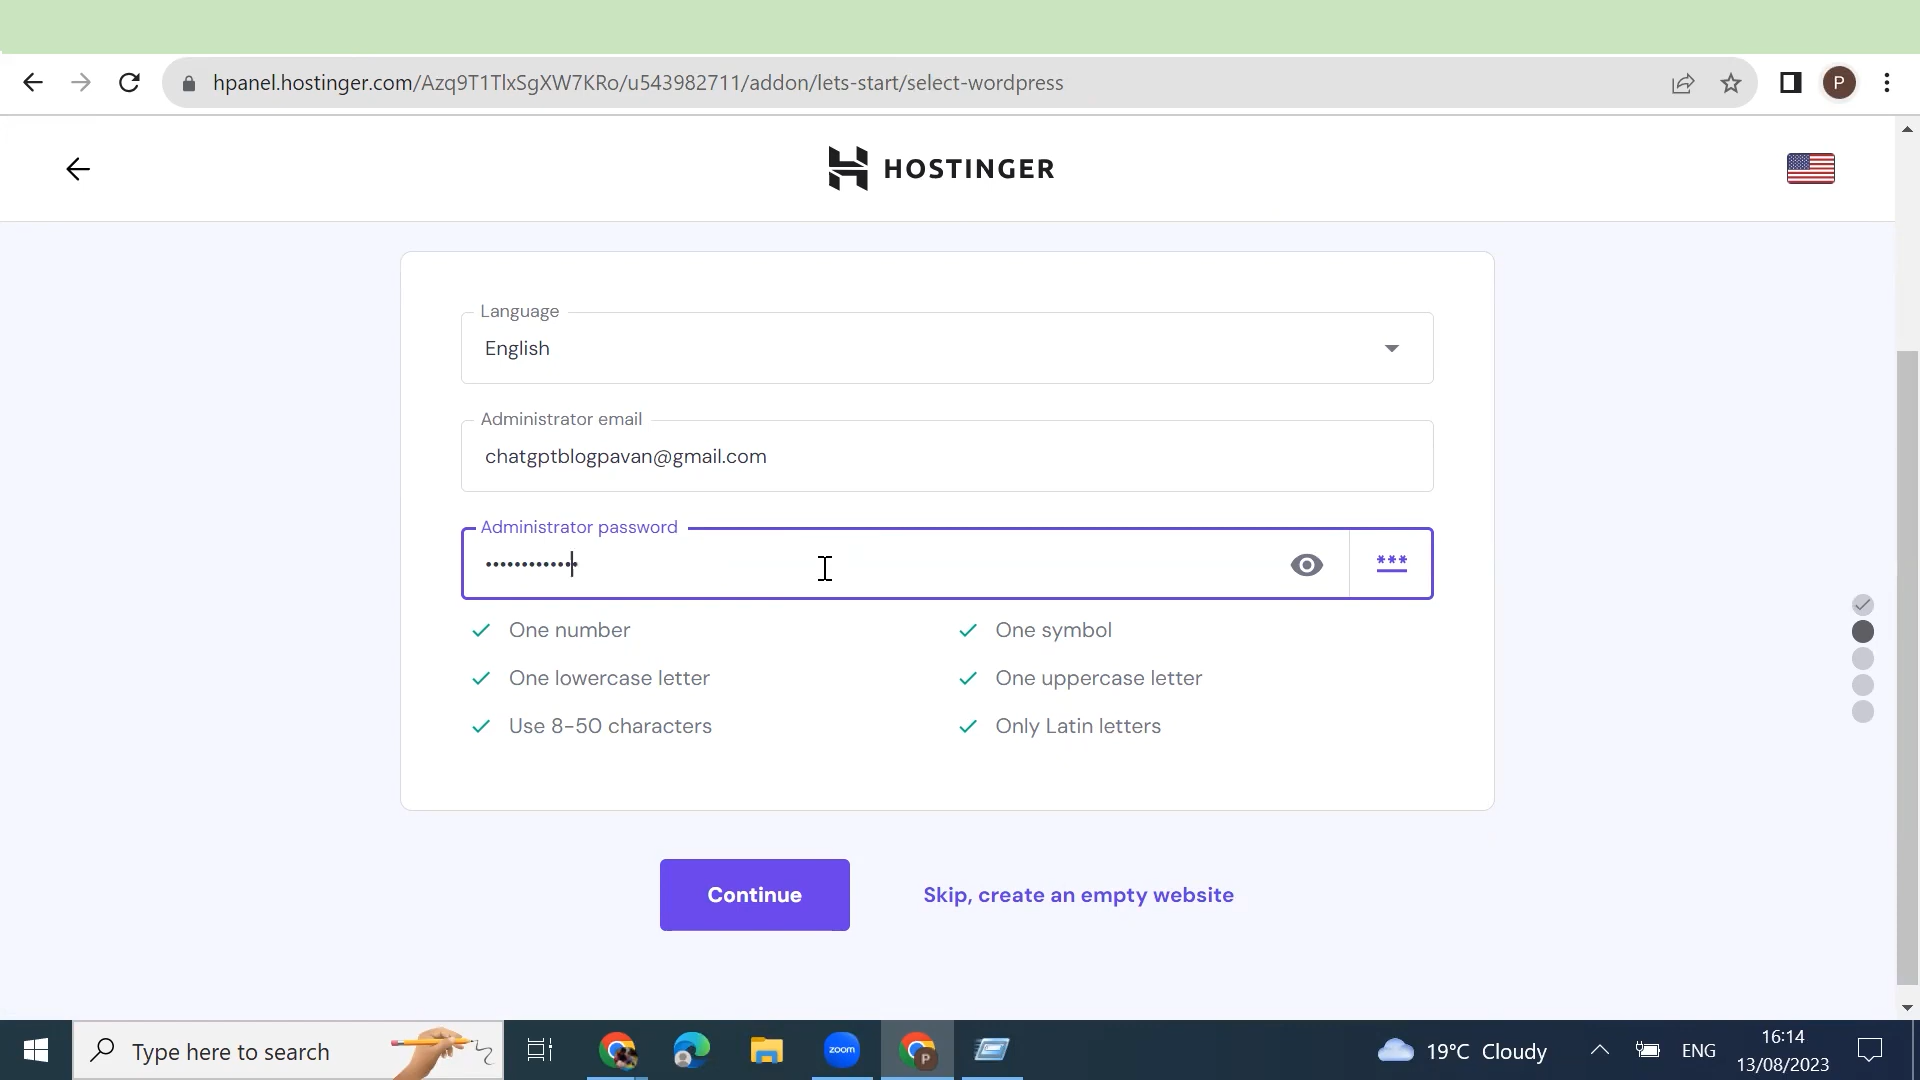 hpanel.hostinger.com/Azq9T1TlxSgXW7KRo/u543982711/addon/lets-start/select-wordpress
P
HOSTINGER
Language
English
Administrator email
chatgptblogpavan@gmail.com
Administrator password
•••••••••••••
***
One number
One symbol
One lowercase letter
One uppercase letter
Use 8-50 characters
Only Latin letters
Continue
Skip, create an empty website
Type here to search
zoom
P
19°C Cloudy
ENG
16:14
13/08/2023